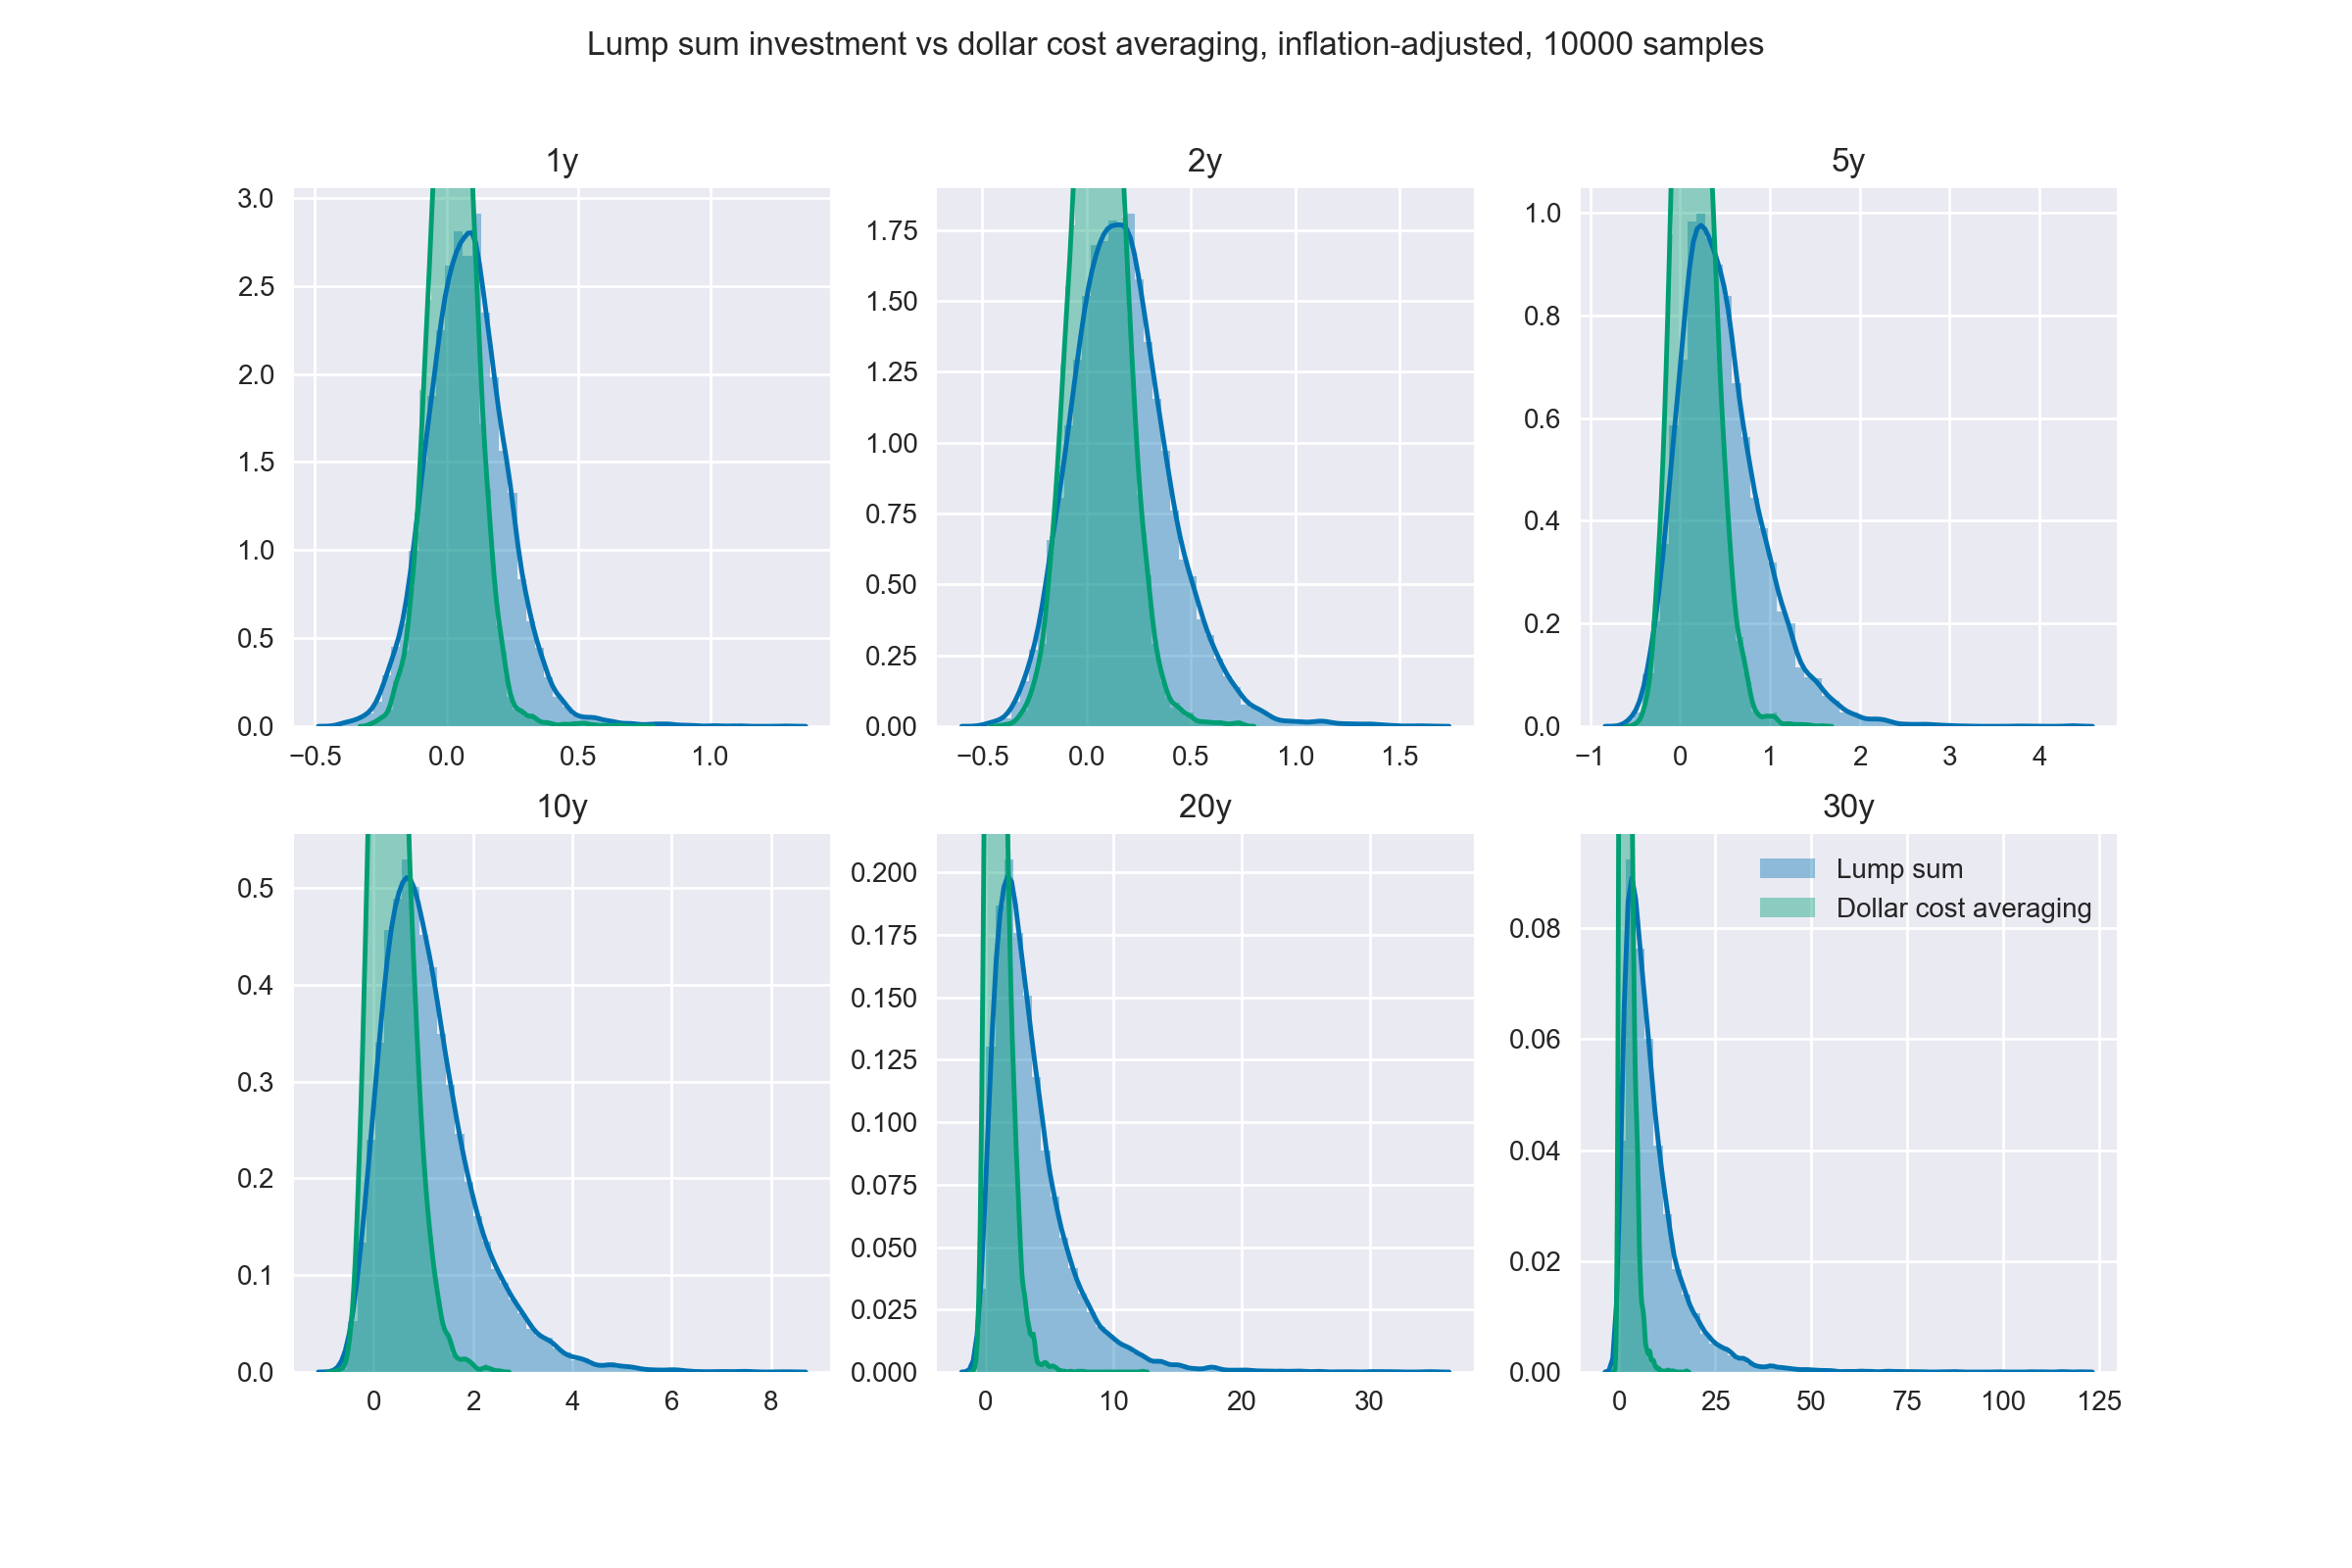 Lump sum investment vs dollar cost averaging, inflation-adjusted, 10000 samples
1y
3.0
2.5
2.0
1.5
1.0
0.5
0.0
−0.5 0.0 0.5 1.0
2y
1.75
1.50
1.25
1.00
0.75
0.50
0.25
0.00
−0.5 0.0 0.5 1.0 1.5
5y
1.0
0.8
0.6
0.4
0.2
0.0
−1 0 1 2 3 4
10y
0.5
0.4
0.3
0.2
0.1
0.0
0 2 4 6 8
20y
0.200
0.175
0.150
0.125
0.100
0.075
0.050
0.025
0.000
0 10 20 30
30y
Lump sum
Dollar cost averaging
0.08
0.06
0.04
0.02
0.00
0 25 50 75 100 125